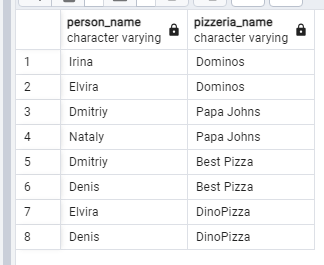 person_name pizzeria_name
character varying character varying
1 Irina Dominos
2 Elvira Dominos
3 Dmitriy Papa Johns
4 Nataly Papa Johns
5 Dmitriy Best Pizza
6 Denis Best Pizza
7 Elvira DinoPizza
8 Denis DinoPizza